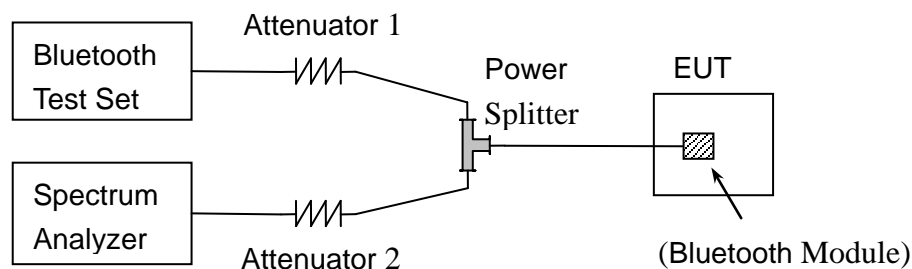 Attenuator 1
Bluetooth
Test Set
Power
Splitter
EUT
Spectrum
Analyzer
Attenuator 2
(Bluetooth Module)